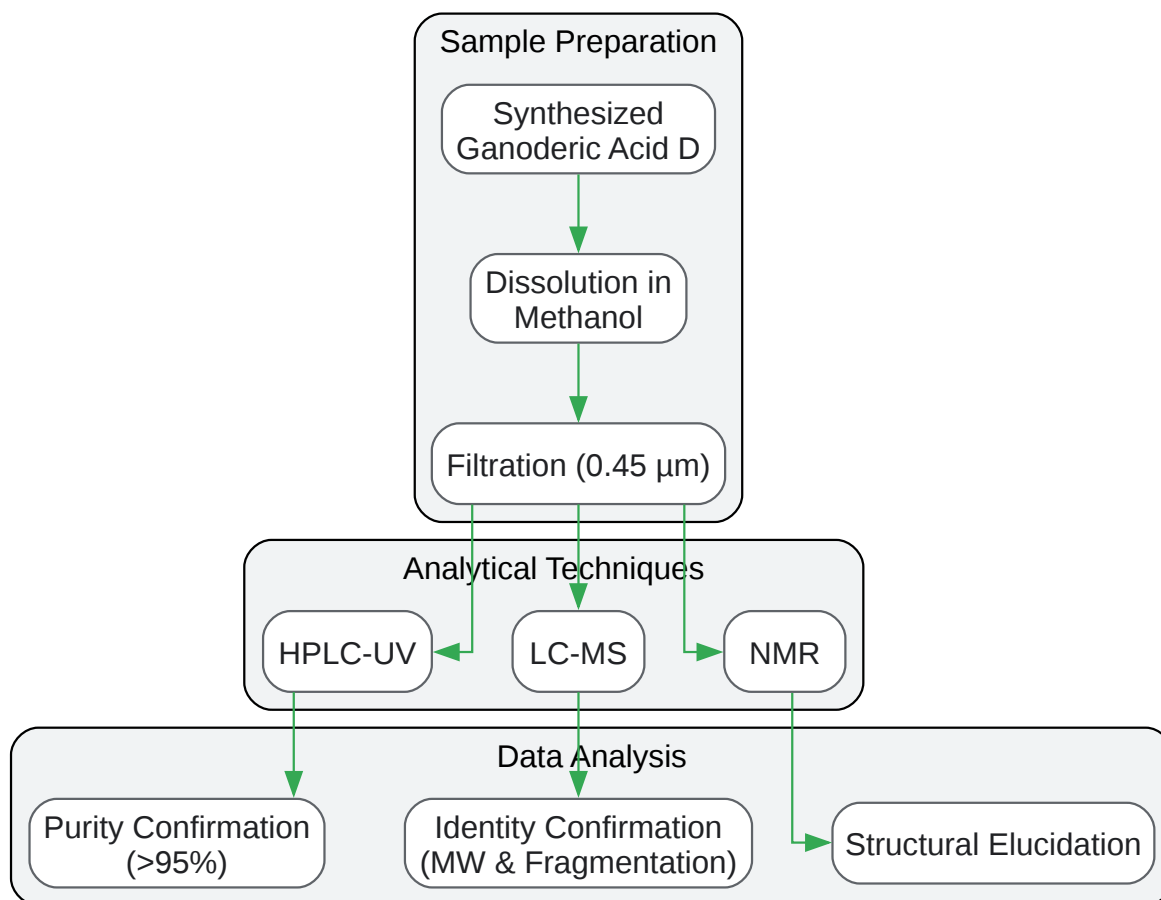 Sample Preparation
Synthesized
Ganoderic Acid D
Dissolution in
Methanol
Filtration (0.45 µm)
Analytical Techniques
HPLC-UV
LC-MS
NMR
Data Analysis
Purity Confirmation
(>95%)
Identity Confirmation
(MW & Fragmentation)
Structural Elucidation